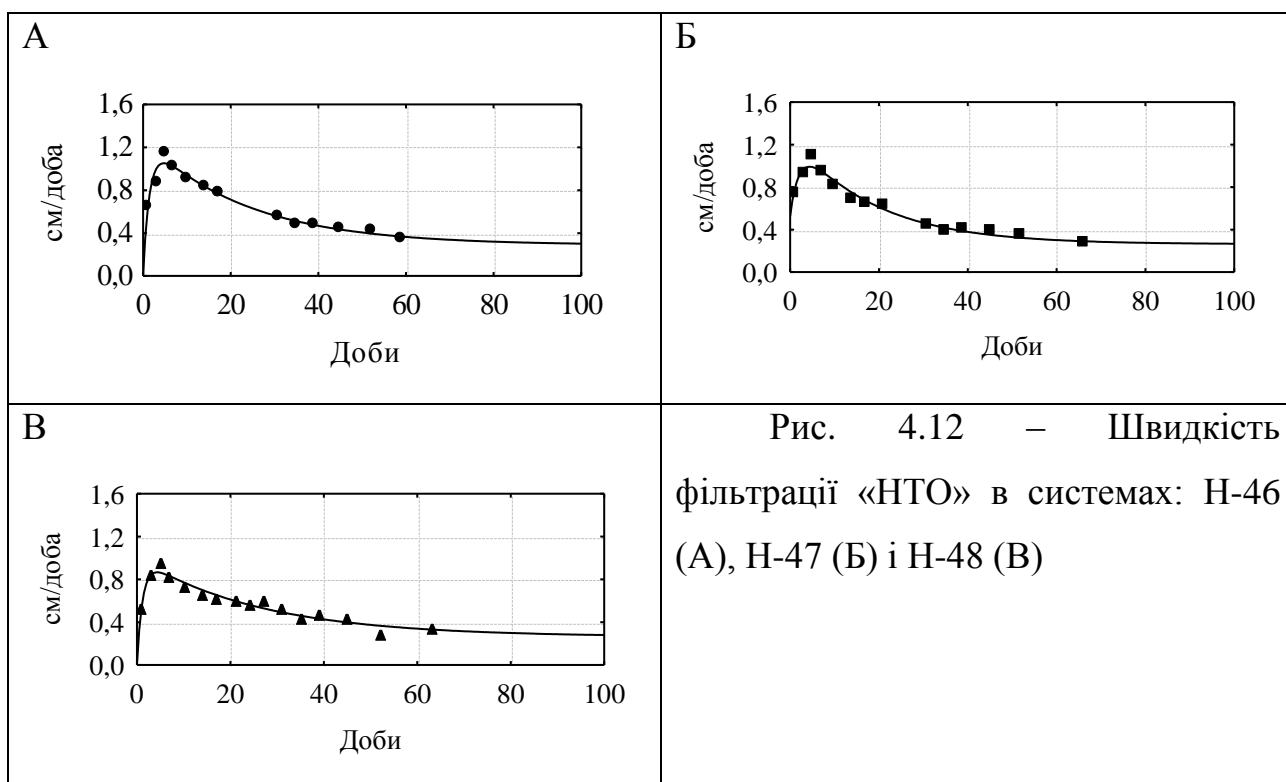 А
1,6
1,2
0,8
0,4
0,0
см/доба
0 20 40 60 80 100
Доби
Б
1,6
1,2
0,8
0,4
0,0
см/доба
0 20 40 60 80 100
Доби
В
1,6
1,2
0,8
0,4
0,0
см/доба
0 20 40 60 80 100
Доби
Рис. 4.12 – Швидкість
фільтрації «НТО» в системах: Н-46
(А), Н-47 (Б) і Н-48 (В)